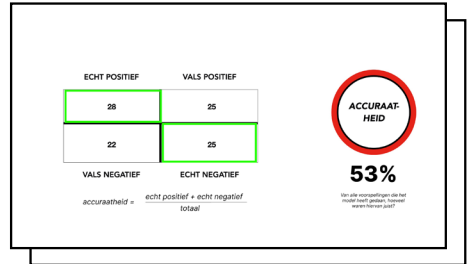 ECHT POSITIEF VALS POSITIEF
28 25
22 25
VALS NEGATIEF ECHT NEGATIEF
accuraatheid = echt positief + echt negatief
totaal
ACCURAAT-
HEID
53%
Van alle voorspellingen die het
model heeft gedaan, hoeveel
waren hiervan juist?